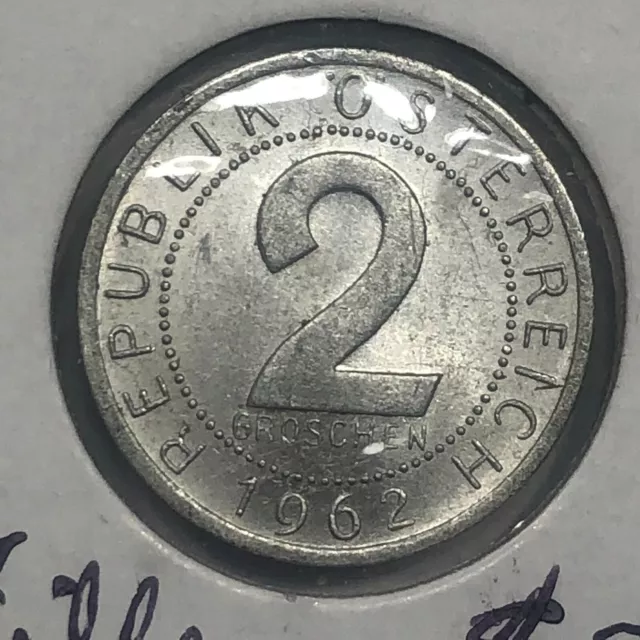 REPUBLIK ÖSTERREICH
2
GROSCHEN
1962